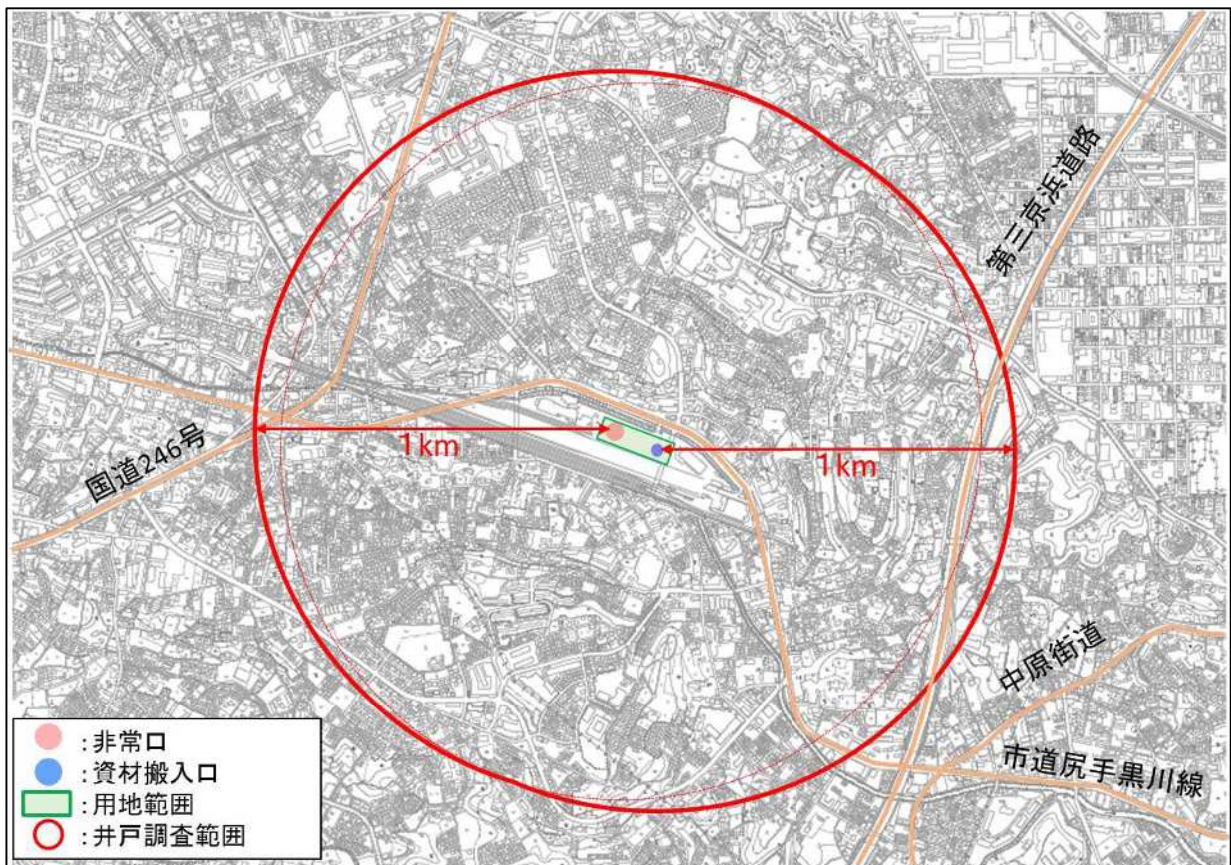 第三京浜道路
国道246号
1km
1km
中原街道
市道尻手黒川線
: 非常口
: 資材搬入口
: 用地範囲
: 井戸調査範囲